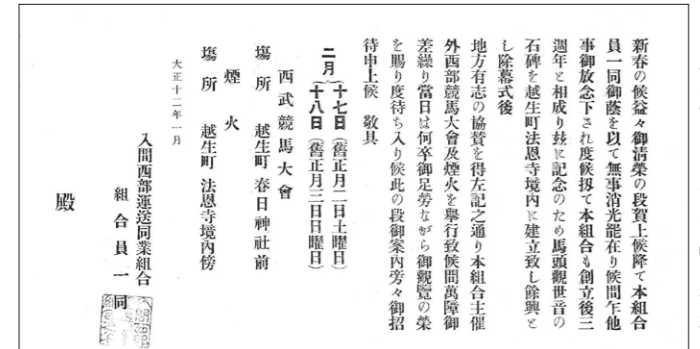 新春の候益々御清榮の段賀上候降て本組合
員一同御蔭を以て無事消光罷在り候間乍他
事御放念下され度候扨て本組合も創立後三
週年と相成り玆に記念のため馬頭觀世音の
石碑を越生町法恩寺境內に建立致し餘興と
し除幕式後
地方有志の協贊を得左記之通り本組合主催
外西部競馬大會及煙火を擧行致候間萬障御
差繰り當日は何卒御足勞ながら御觀覽の榮
を賜り度待ち入り候此の段御案內旁々御招
待申上候 敬具
二月 十七日(舊正月二日土曜日)
十八日(舊正月三日日曜日)
西武競馬大會
塲所 越生町 春日神社前
煙火
塲所 越生町 法恩寺境內傍
大正十二年一月
入間西部運送同業組合
組合員一同
殿